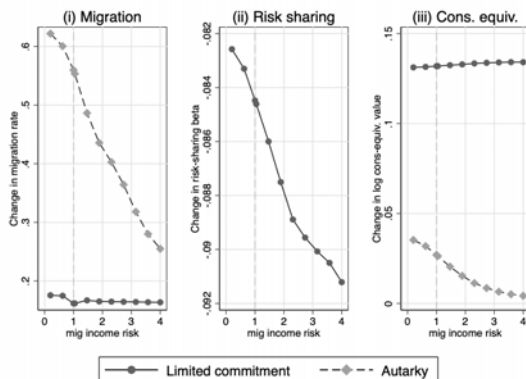 (i) Migration
Change in migration rate
.6
.5
.4
.3
.2
0 1 2 3 4
mig income risk
(ii) Risk sharing
Change in risk-sharing beta
-.082
-.084
-.086
-.088
-.09
-.092
0 1 2 3 4
mig income risk
(iii) Cons. equiv.
Change in log cons-equiv. value
.15
.1
.05
0
0 1 2 3 4
mig income risk
Limited commitment
Autarky